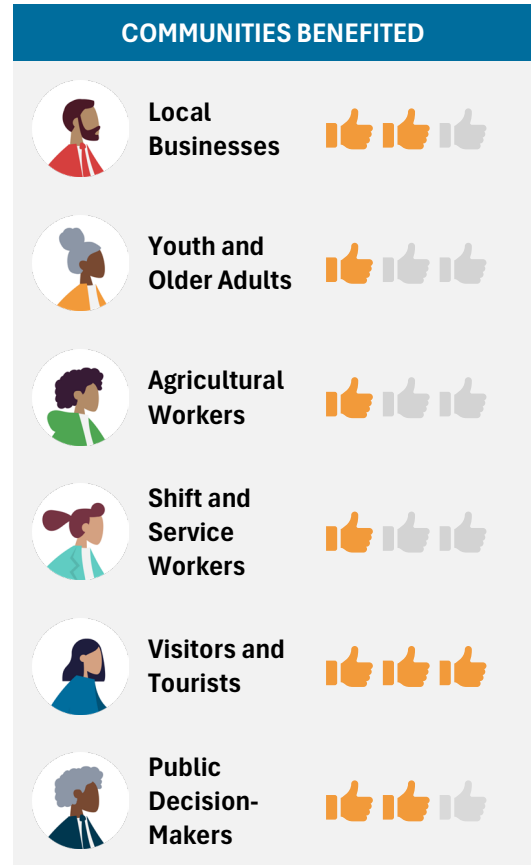 COMMUNITIES BENEFITED
Local
Businesses
Youth and
Older Adults
Agricultural
Workers
Shift and
Service
Workers
Visitors and
Tourists
Public
Decision-
Makers